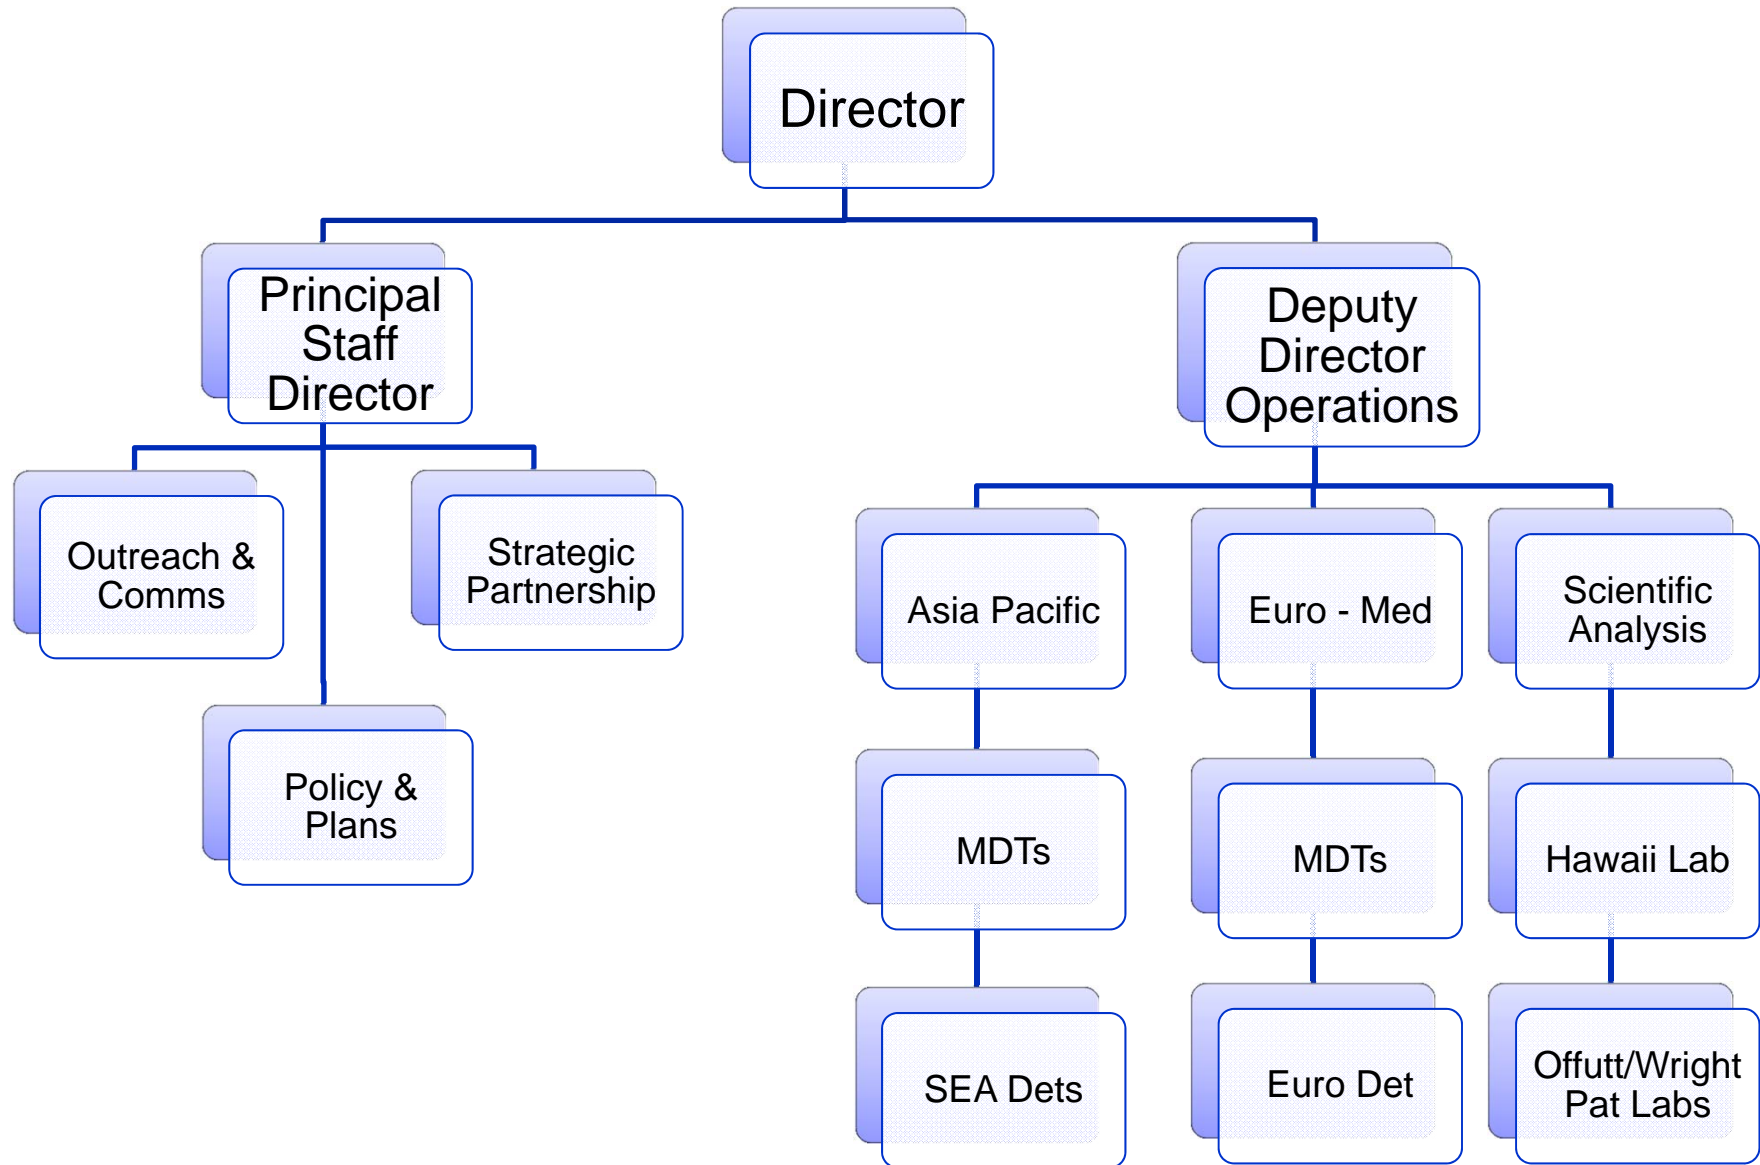 Director
Principal
Staff
Director
Deputy
Director
Operations
Outreach &
Comms
Strategic
Partnership
Policy &
Plans
Asia Pacific
Euro - Med
Scientific
Analysis
MDTs
MDTs
Hawaii Lab
SEA Dets
Euro Det
Offutt/Wright
Pat Labs